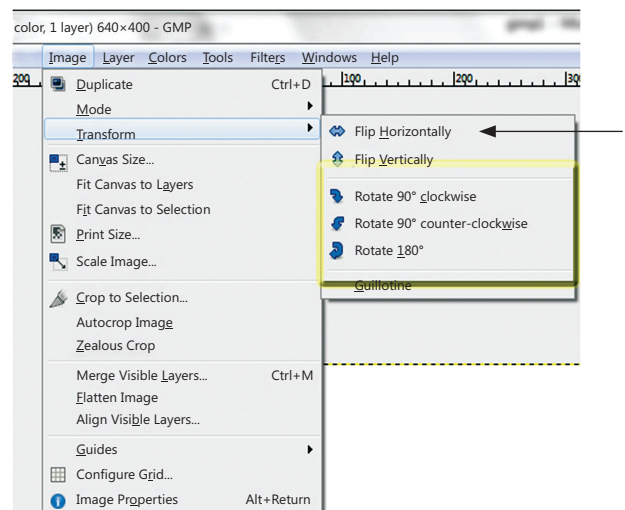 color, 1 layer) 640×400 - GMP
Image Layer Colors Tools Filters Windows Help
200 100 200 300
Duplicate Ctrl+D
Mode
Transform
Flip Horizontally
Canvas Size...
Flip Vertically
Fit Canvas to Layers
Rotate 90° clockwise
Fit Canvas to Selection
Rotate 90° counter-clockwise
Print Size...
Rotate 180°
Scale Image...
Guillotine
Crop to Selection...
Autocrop Image
Zealous Crop
Merge Visible Layers... Ctrl+M
Flatten Image
Align Visible Layers...
Guides
Configure Grid...
Image Properties Alt+Return